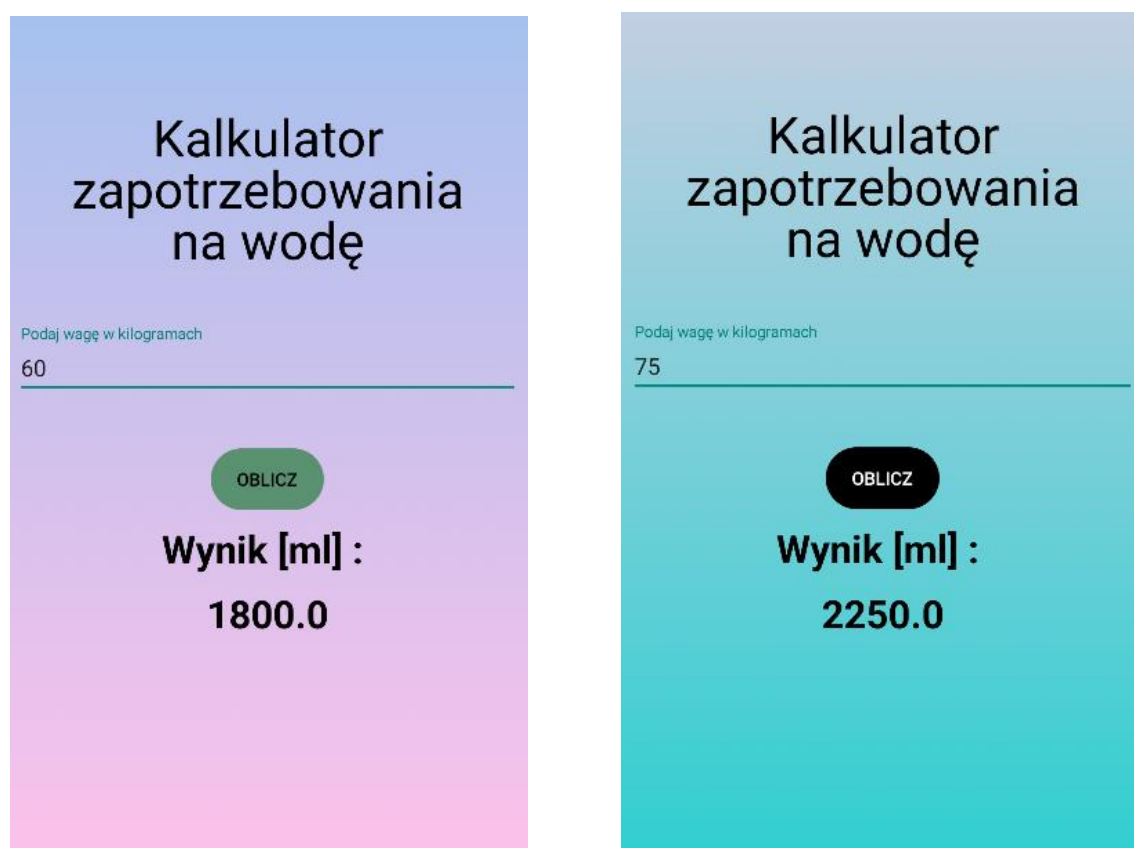 Kalkulator
zapotrzebowania
na wodę
Podaj wagę w kilogramach
60
OBLICZ
Wynik [ml] :
1800.0
Kalkulator
zapotrzebowania
na wodę
Podaj wagę w kilogramach
75
OBLICZ
Wynik [ml] :
2250.0